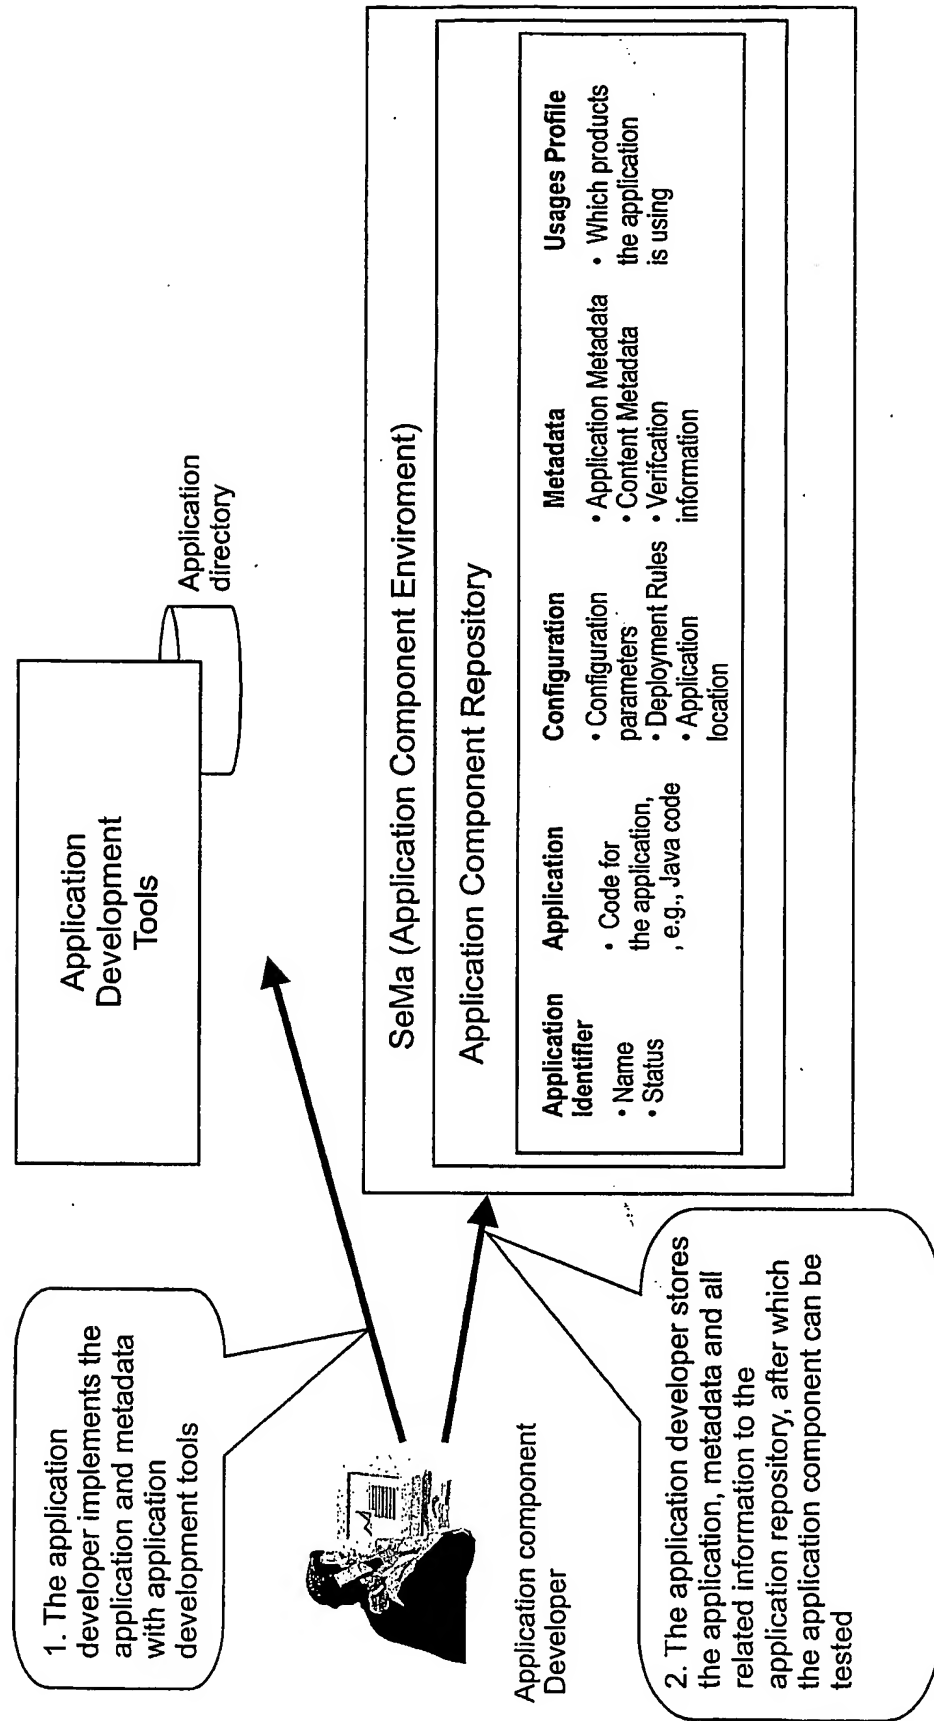 1. The application
developer implements the
application and metadata
with application
development tools
Application
Development
Tools
Application
directory
Application component
Developer
2. The application developer stores
the application, metadata and all
related information to the
application repository, after which
the application component can be
tested
SeMa (Application Component Enviroment)
Application Component Repository
Application
Identifier
• Name
• Status
Application
• Code for
the application,
, e.g., Java code
Configuration
• Configuration
parameters
• Deployment Rules
• Application
location
Metadata
• Application Metadata
• Content Metadata
• Verifcation
information
Usages Profile
• Which products
the application
is using